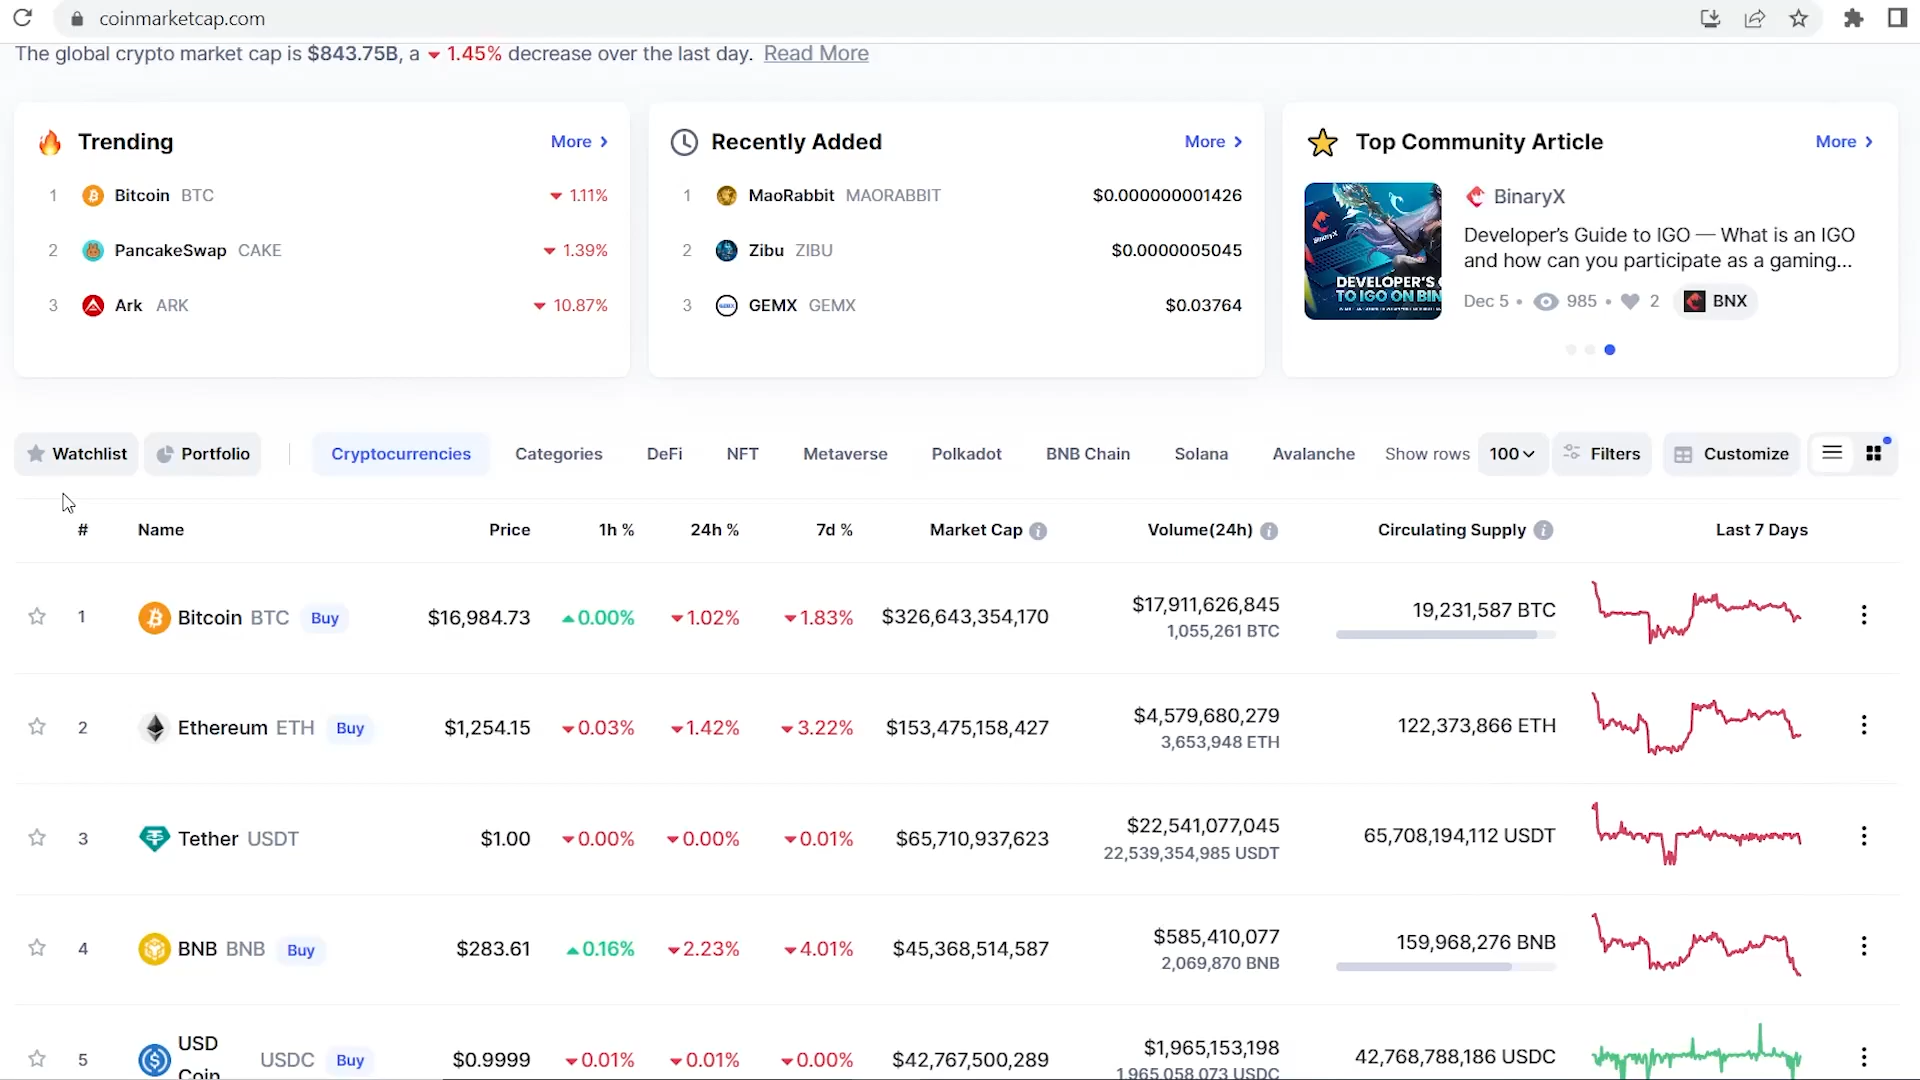 coinmarketcap.com
The global crypto market cap is $843.75B, a 1.45% decrease over the last day. Read More
Trending More
1 Bitcoin BTC 1.11%
2 PancakeSwap CAKE 1.39%
3 Ark ARK 10.87%
Recently Added More
1 MaoRabbit MAORABBIT $0.000000001426
2 Zibu ZIBU $0.0000005045
3 GEMX GEMX $0.03764
Top Community Article More
BinaryX
DEVELOPER'S
TO IGO ON BIN
BinaryX
Developer's Guide to IGO — What is an IGO
and how can you participate as a gaming...
Dec 5 • 985 • 2 BNX
Watchlist Portfolio Cryptocurrencies Categories DeFi NFT Metaverse Polkadot BNB Chain Solana Avalanche Show rows 100 Filters Customize
# Name Price 1h % 24h % 7d % Market Cap Volume(24h) Circulating Supply Last 7 Days
1 Bitcoin BTC Buy $16,984.73 0.00% 1.02% 1.83% $326,643,354,170 $17,911,626,845 19,231,587 BTC
1,055,261 BTC
2 Ethereum ETH Buy $1,254.15 0.03% 1.42% 3.22% $153,475,158,427 $4,579,680,279 122,373,866 ETH
3,653,948 ETH
3 Tether USDT $1.00 0.00% 0.00% 0.01% $65,710,937,623 $22,541,077,045 65,708,194,112 USDT
22,539,354,985 USDT
4 BNB BNB Buy $283.61 0.16% 2.23% 4.01% $45,368,514,587 $585,410,077 159,968,276 BNB
2,069,870 BNB
5 USD Coin USDC Buy $0.9999 0.01% 0.01% 0.00% $42,767,500,289 $1,965,153,198 42,768,788,186 USDC
1,965,058,073 USDC